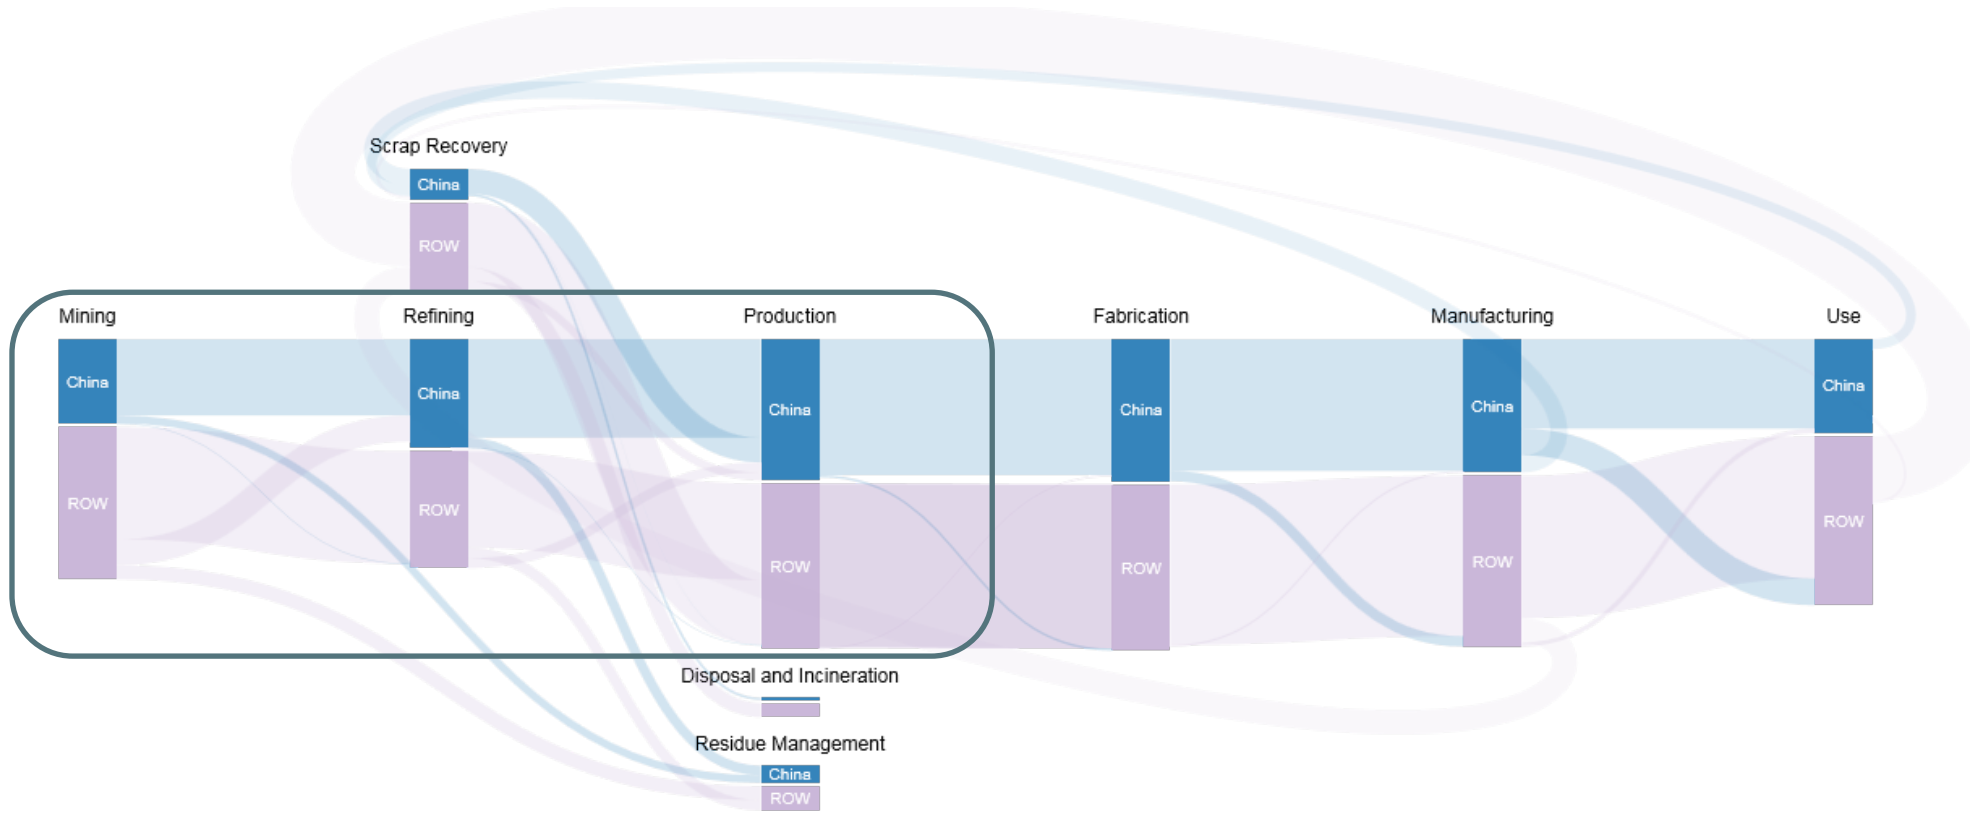 Scrap Recovery
China
ROW
Mining
Refining
Production
Fabrication
Manufacturing
Use
China
China
China
China
China
China
ROW
ROW
ROW
ROW
ROW
ROW
Disposal and Incineration
Residue Management
China
ROW